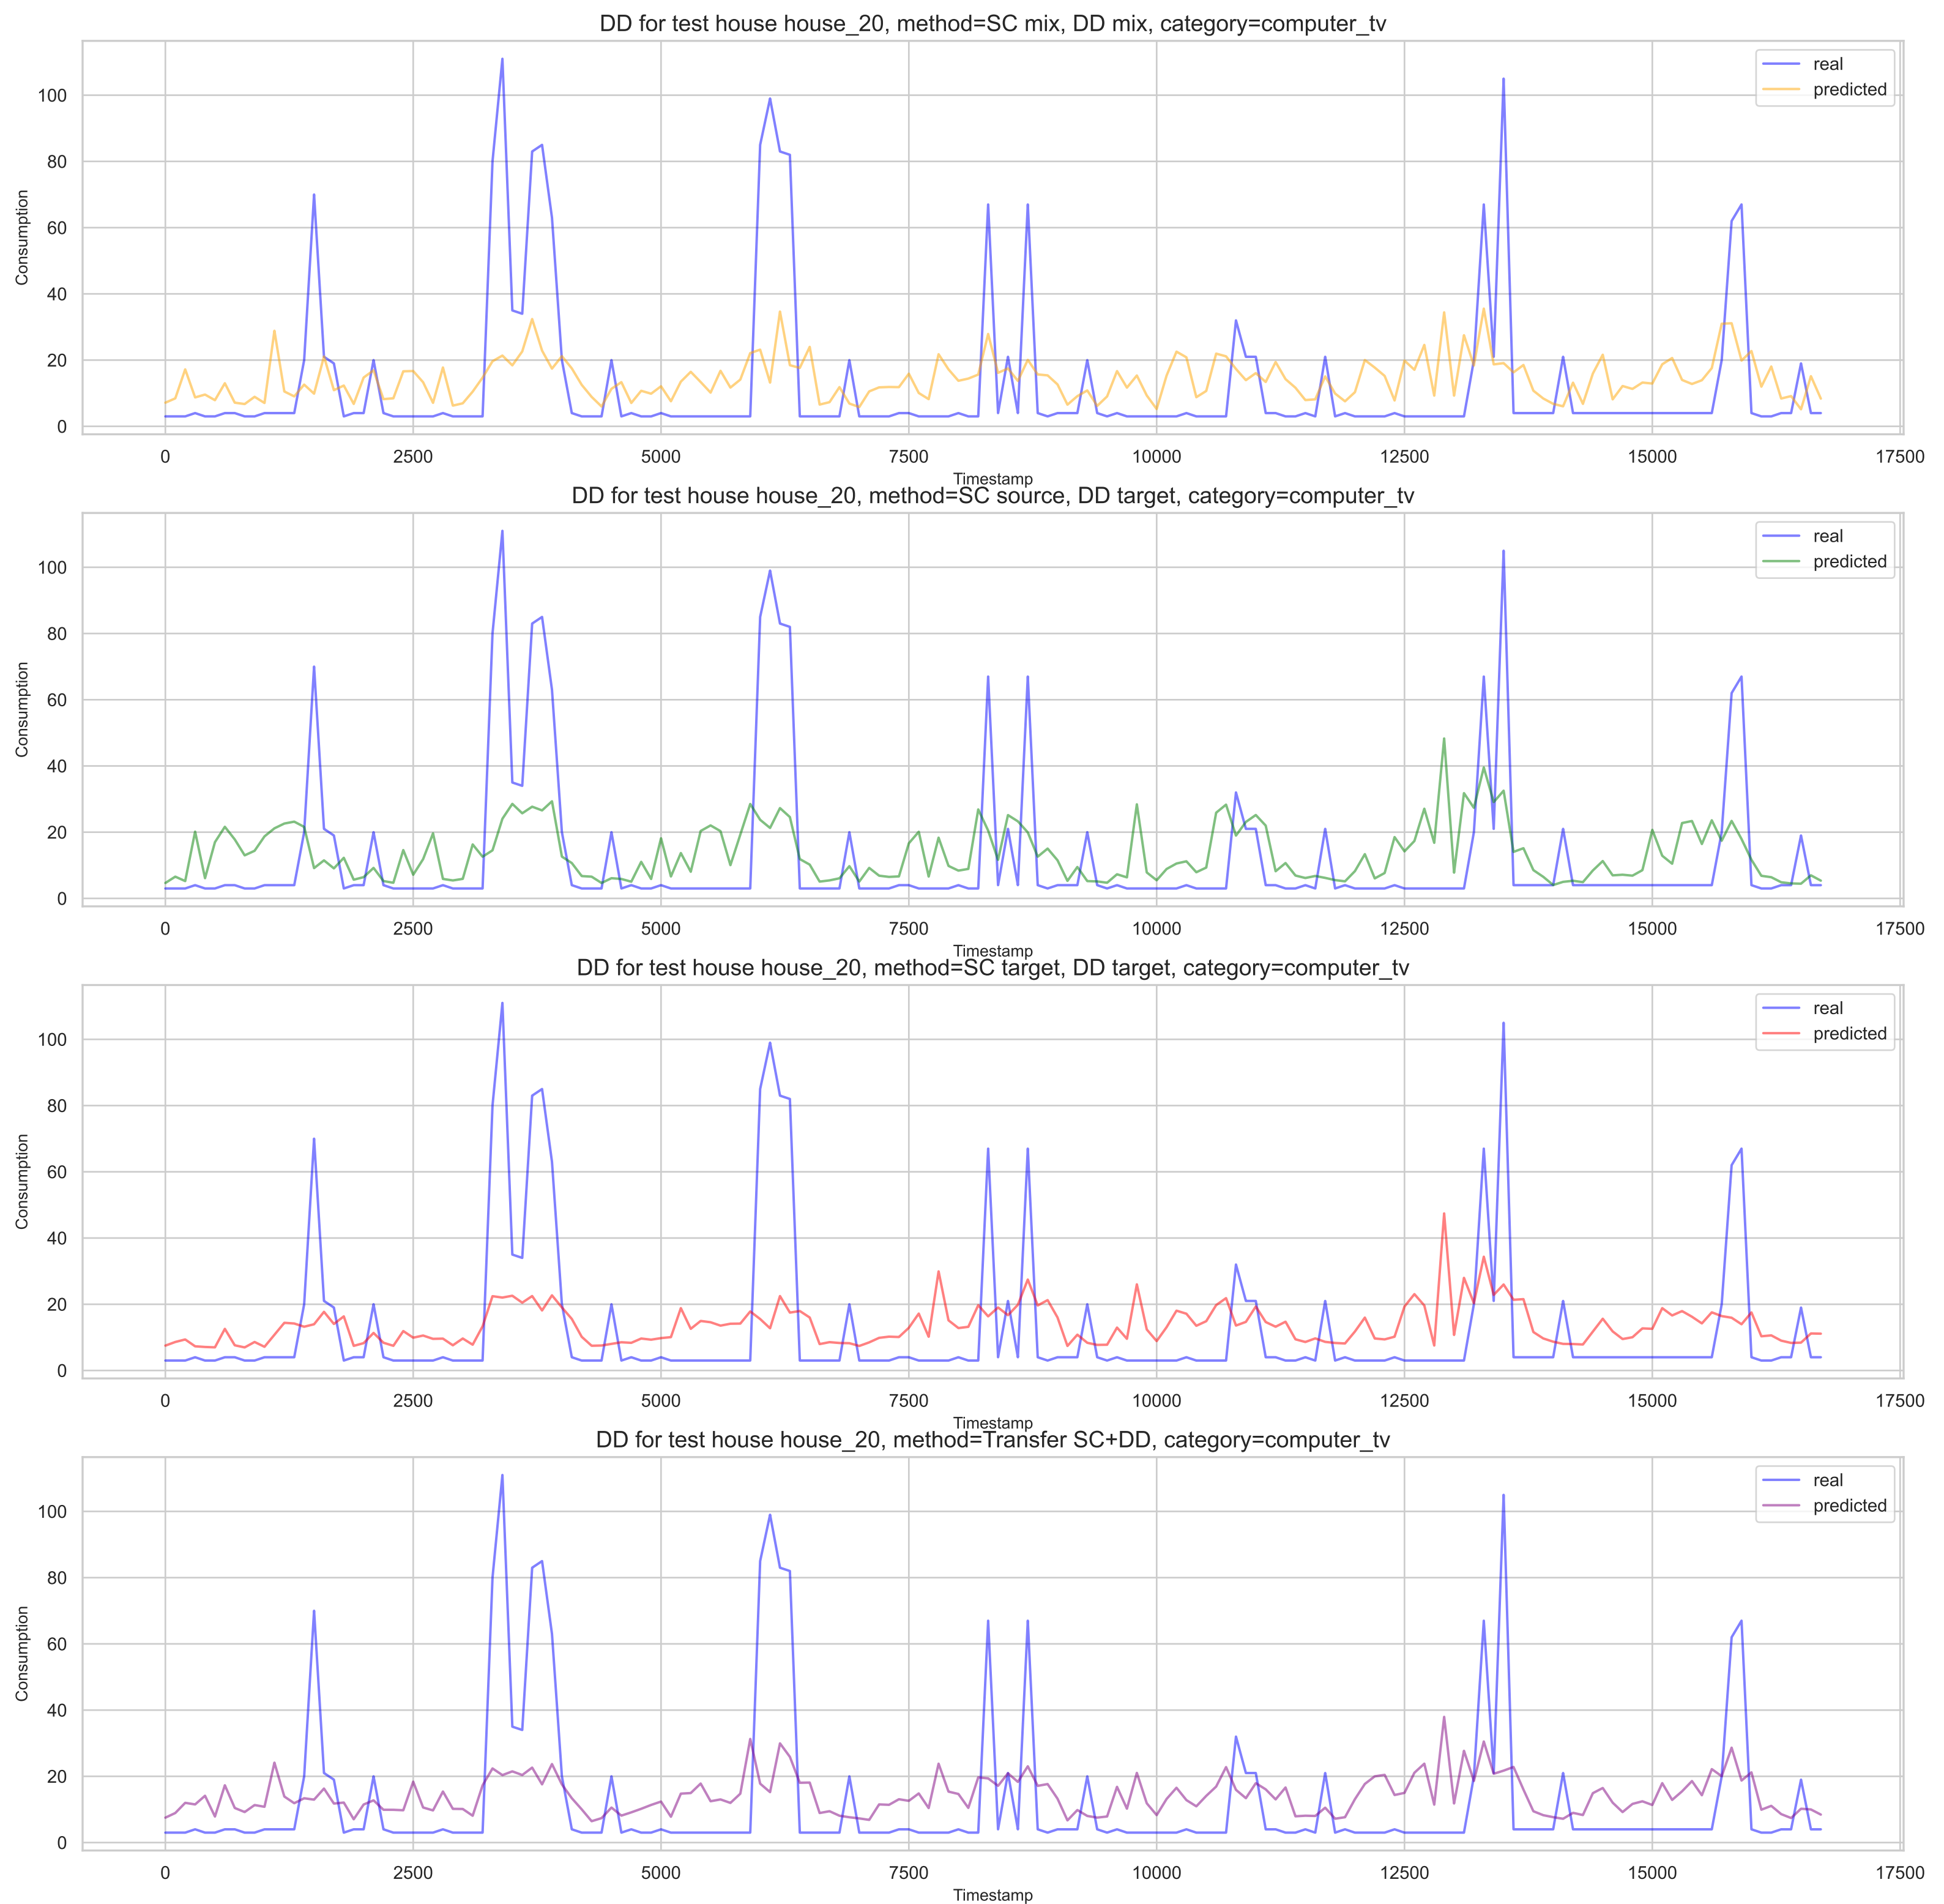 DD for test house house_20, method=SC mix, DD mix, category=computer_tv
real
predicted
100
80
60
40
20
0
Consumption
0 2500 5000 7500 10000 12500 15000 17500
Timestamp
DD for test house house_20, method=SC source, DD target, category=computer_tv
real
predicted
100
80
60
40
20
0
Consumption
0 2500 5000 7500 10000 12500 15000 17500
Timestamp
DD for test house house_20, method=SC target, DD target, category=computer_tv
real
predicted
100
80
60
40
20
0
Consumption
0 2500 5000 7500 10000 12500 15000 17500
Timestamp
DD for test house house_20, method=Transfer SC+DD, category=computer_tv
real
predicted
100
80
60
40
20
0
Consumption
0 2500 5000 7500 10000 12500 15000 17500
Timestamp